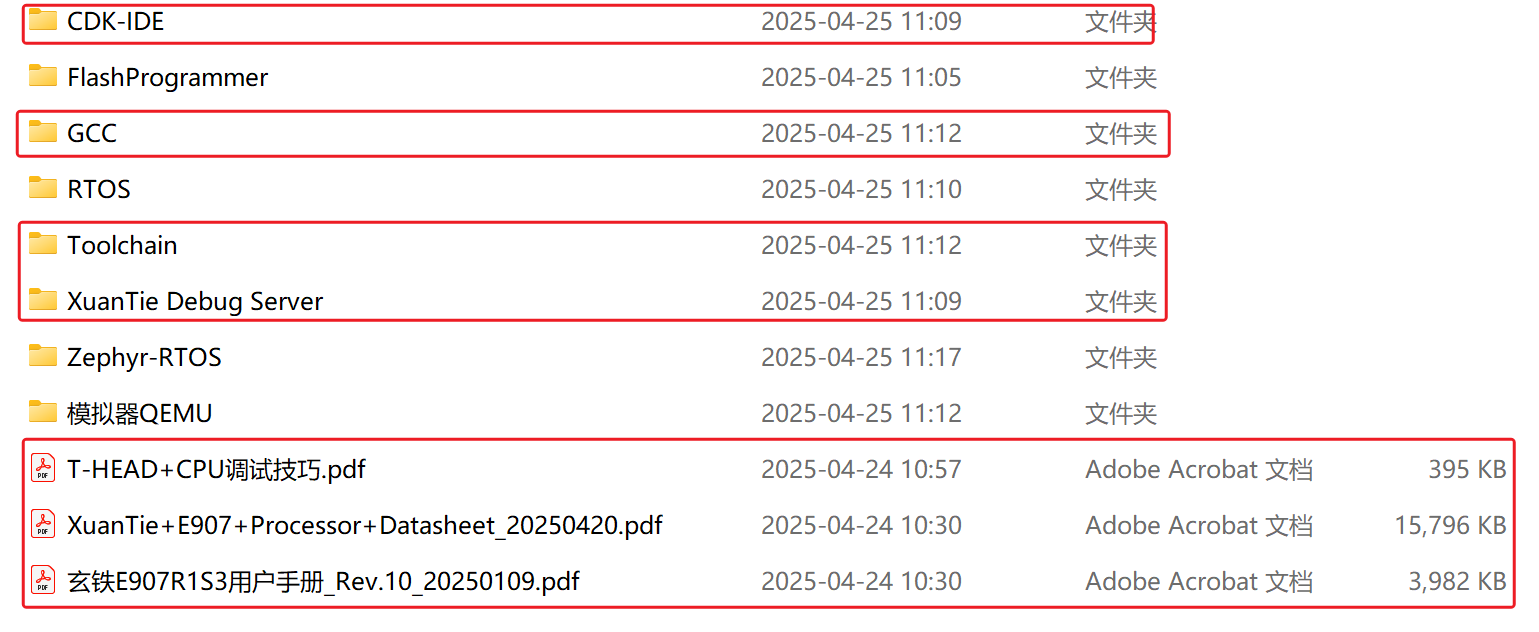 CDK-IDE 2025-04-25 11:09 文件夹
FlashProgrammer 2025-04-25 11:05 文件夹
GCC 2025-04-25 11:12 文件夹
RTOS 2025-04-25 11:10 文件夹
Toolchain 2025-04-25 11:12 文件夹
XuanTie Debug Server 2025-04-25 11:09 文件夹
Zephyr-RTOS 2025-04-25 11:17 文件夹
模拟器QEMU 2025-04-25 11:12 文件夹
T-HEAD+CPU调试技巧.pdf 2025-04-24 10:57 Adobe Acrobat 文档 395 KB
XuanTie+E907+Processor+Datasheet_20250420.pdf 2025-04-24 10:30 Adobe Acrobat 文档 15,796 KB
玄铁E907R1S3用户手册_Rev.10_20250109.pdf 2025-04-24 10:30 Adobe Acrobat 文档 3,982 KB